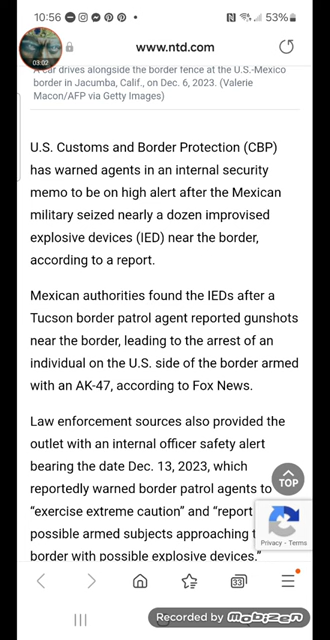 10:56
53%
03:02
www.ntd.com
A car drives alongside the border fence at the U.S.-Mexico
border in Jacumba, Calif., on Dec. 6, 2023. (Valerie
Macon/AFP via Getty Images)
U.S. Customs and Border Protection (CBP)
has warned agents in an internal security
memo to be on high alert after the Mexican
military seized nearly a dozen improvised
explosive devices (IED) near the border,
according to a report.
Mexican authorities found the IEDs after a
Tucson border patrol agent reported gunshots
near the border, leading to the arrest of an
individual on the U.S. side of the border armed
with an AK-47, according to Fox News.
Law enforcement sources also provided the
outlet with an internal officer safety alert
bearing the date Dec. 13, 2023, which
reportedly warned border patrol agents to
“exercise extreme caution” and “report
possible armed subjects approaching
border with possible explosive devices.”
TOP
Privacy - Terms
33
Recorded by Mobizen